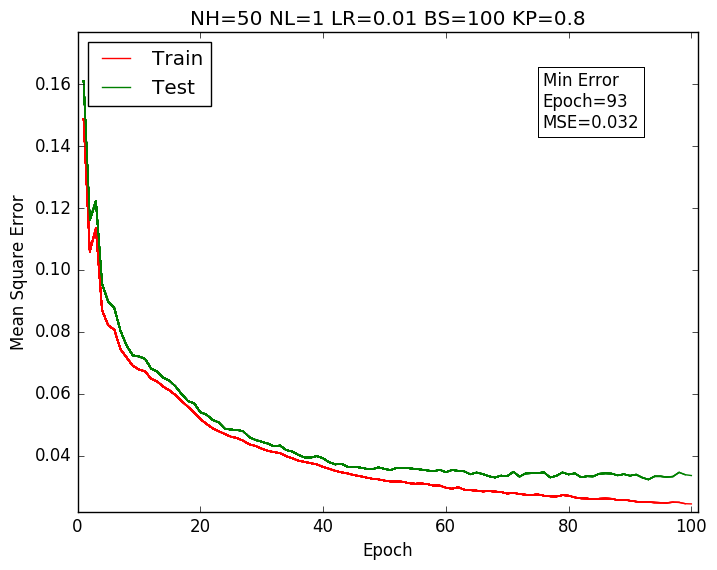 NH=50 NL=1 LR=0.01 BS=100 KP=0.8
Train
Test
Min Error
Epoch=93
MSE=0.032
Mean Square Error
0.16
0.14
0.12
0.10
0.08
0.06
0.04
0 20 40 60 80 100
Epoch